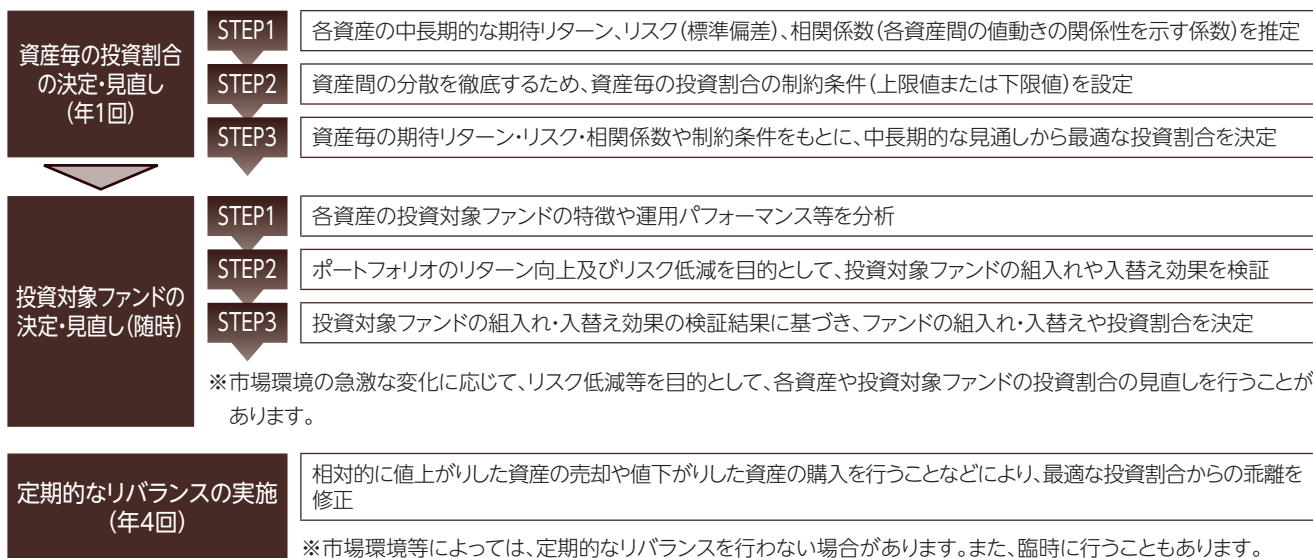 資産毎の投資割合
の決定・見直し
(年1回)
STEP1
各資産の中長期的な期待リターン、リスク(標準偏差)、相関係数(各資産間の値動きの関係性を示す係数)を推定
STEP2
資産間の分散を徹底するため、資産毎の投資割合の制約条件(上限値または下限値)を設定
STEP3
資産毎の期待リターン・リスク・相関係数や制約条件をもとに、中長期的な見通しから最適な投資割合を決定
投資対象ファンドの
決定・見直し(随時)
STEP1
各資産の投資対象ファンドの特徴や運用パフォーマンス等を分析
STEP2
ポートフォリオのリターン向上及びリスク低減を目的として、投資対象ファンドの組入れや入替え効果を検証
STEP3
投資対象ファンドの組入れ・入替え効果の検証結果に基づき、ファンドの組入れ・入替えや投資割合を決定
※市場環境の急激な変化に応じて、リスク低減等を目的として、各資産や投資対象ファンドの投資割合の見直しを行うことが
あります。
定期的なリバランスの実施
(年4回)
相対的に値上がりした資産の売却や値下がりした資産の購入を行うことなどにより、最適な投資割合からの乖離を
修正
※市場環境等によっては、定期的なリバランスを行わない場合があります。また、臨時に行うこともあります。